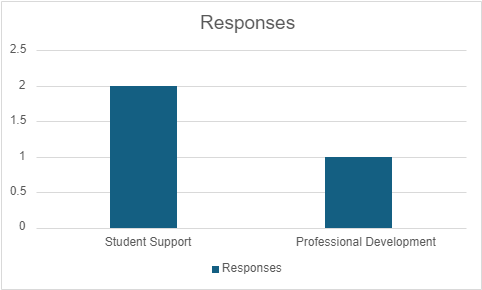 Responses
2.5
2
1.5
1
0.5
0
Student Support
Professional Development
Responses